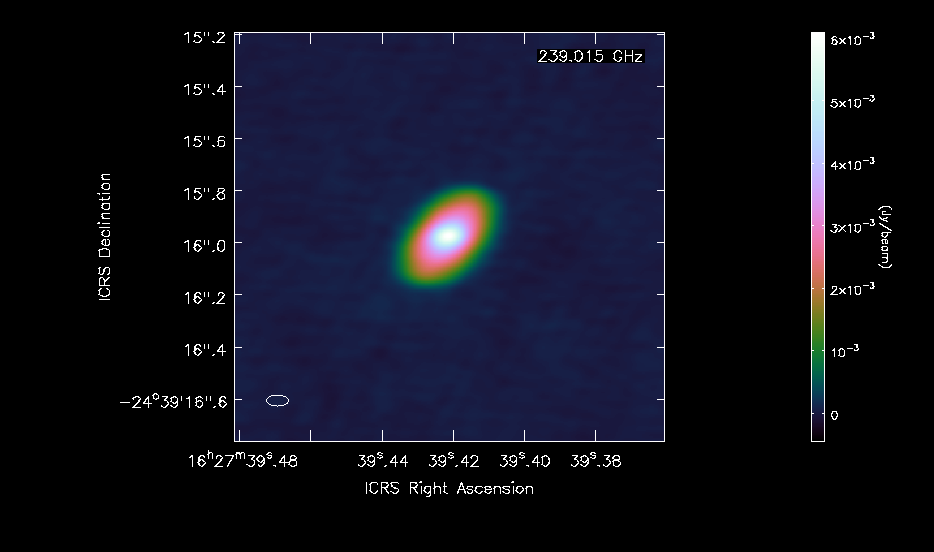 239.015 GHz
15".2
15".4
15".6
15".8
16".0
16".2
16".4
−24°39'16".6
ICRS Declination
16ʰ27ᵐ39ˢ.48
39ˢ.44
39ˢ.42
39ˢ.40
39ˢ.38
ICRS Right Ascension
6×10⁻³
5×10⁻³
4×10⁻³
3×10⁻³
2×10⁻³
10⁻³
0
(Jy/beam)